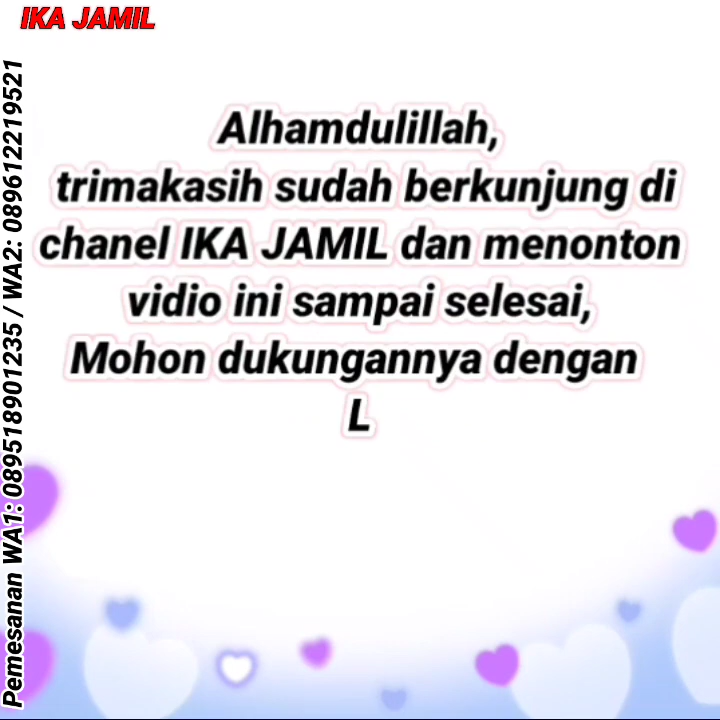 IKA JAMIL
Alhamdulillah,
trimakasih sudah berkunjung di
chanel IKA JAMIL dan menonton
vidio ini sampai selesai,
Mohon dukungannya dengan
L
Pemesanan WA1: 089518901235 / WA2: 089612219521